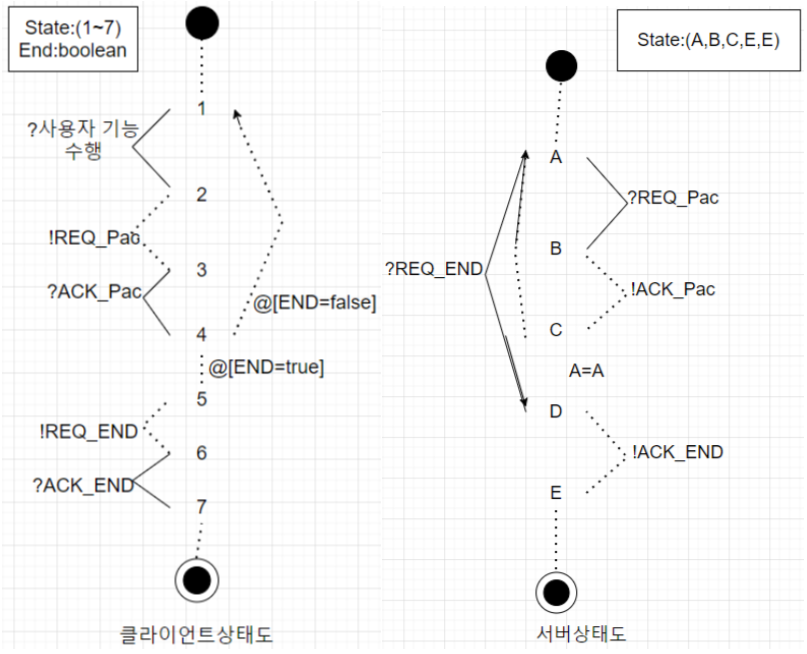 State:(1~7)
End:boolean
1
?사용자 기능
수행
2
!REQ_Pac
3
?ACK_Pac
@[END=false]
4
@[END=true]
5
!REQ_END
6
?ACK_END
7
클라이언트상태도
State:(A,B,C,E,E)
A
?REQ_Pac
B
?REQ_END
!ACK_Pac
C
A=A
D
!ACK_END
E
서버상태도